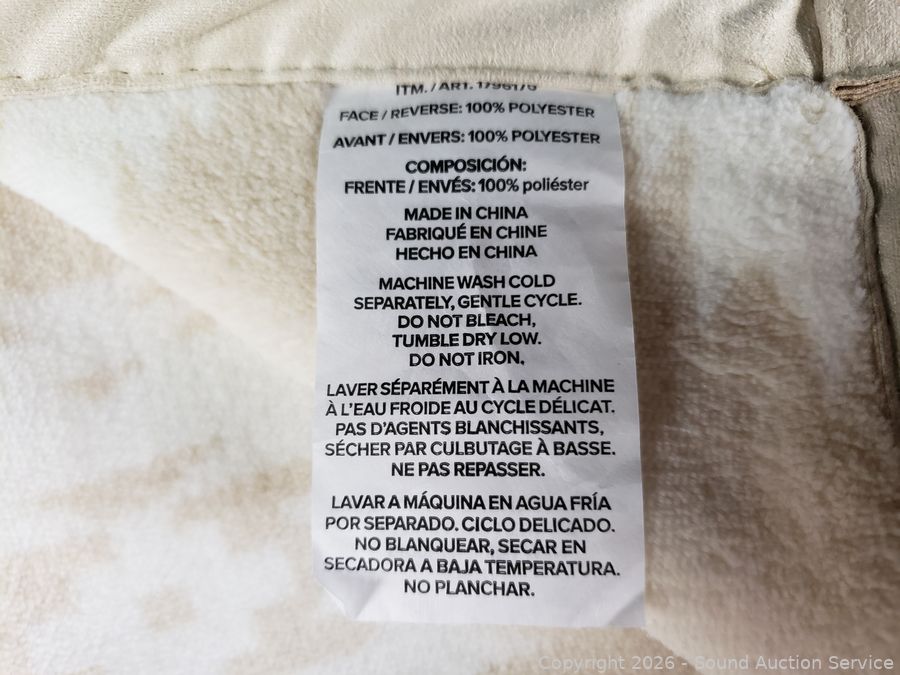 ITM. / ART. 1796176
FACE / REVERSE: 100% POLYESTER
AVANT / ENVERS: 100% POLYESTER
COMPOSICIÓN:
FRENTE / ENVÉS: 100% poliéster
MADE IN CHINA
FABRIQUÉ EN CHINE
HECHO EN CHINA
MACHINE WASH COLD
SEPARATELY, GENTLE CYCLE.
DO NOT BLEACH,
TUMBLE DRY LOW.
DO NOT IRON.
LAVER SÉPARÉMENT À LA MACHINE
À L'EAU FROIDE AU CYCLE DÉLICAT.
PAS D'AGENTS BLANCHISSANTS,
SÉCHER PAR CULBUTAGE À BASSE.
NE PAS REPASSER.
LAVAR A MÁQUINA EN AGUA FRÍA
POR SEPARADO. CICLO DELICADO.
NO BLANQUEAR, SECAR EN
SECADORA A BAJA TEMPERATURA.
NO PLANCHAR.
Copyright 2026 - Sound Auction Service